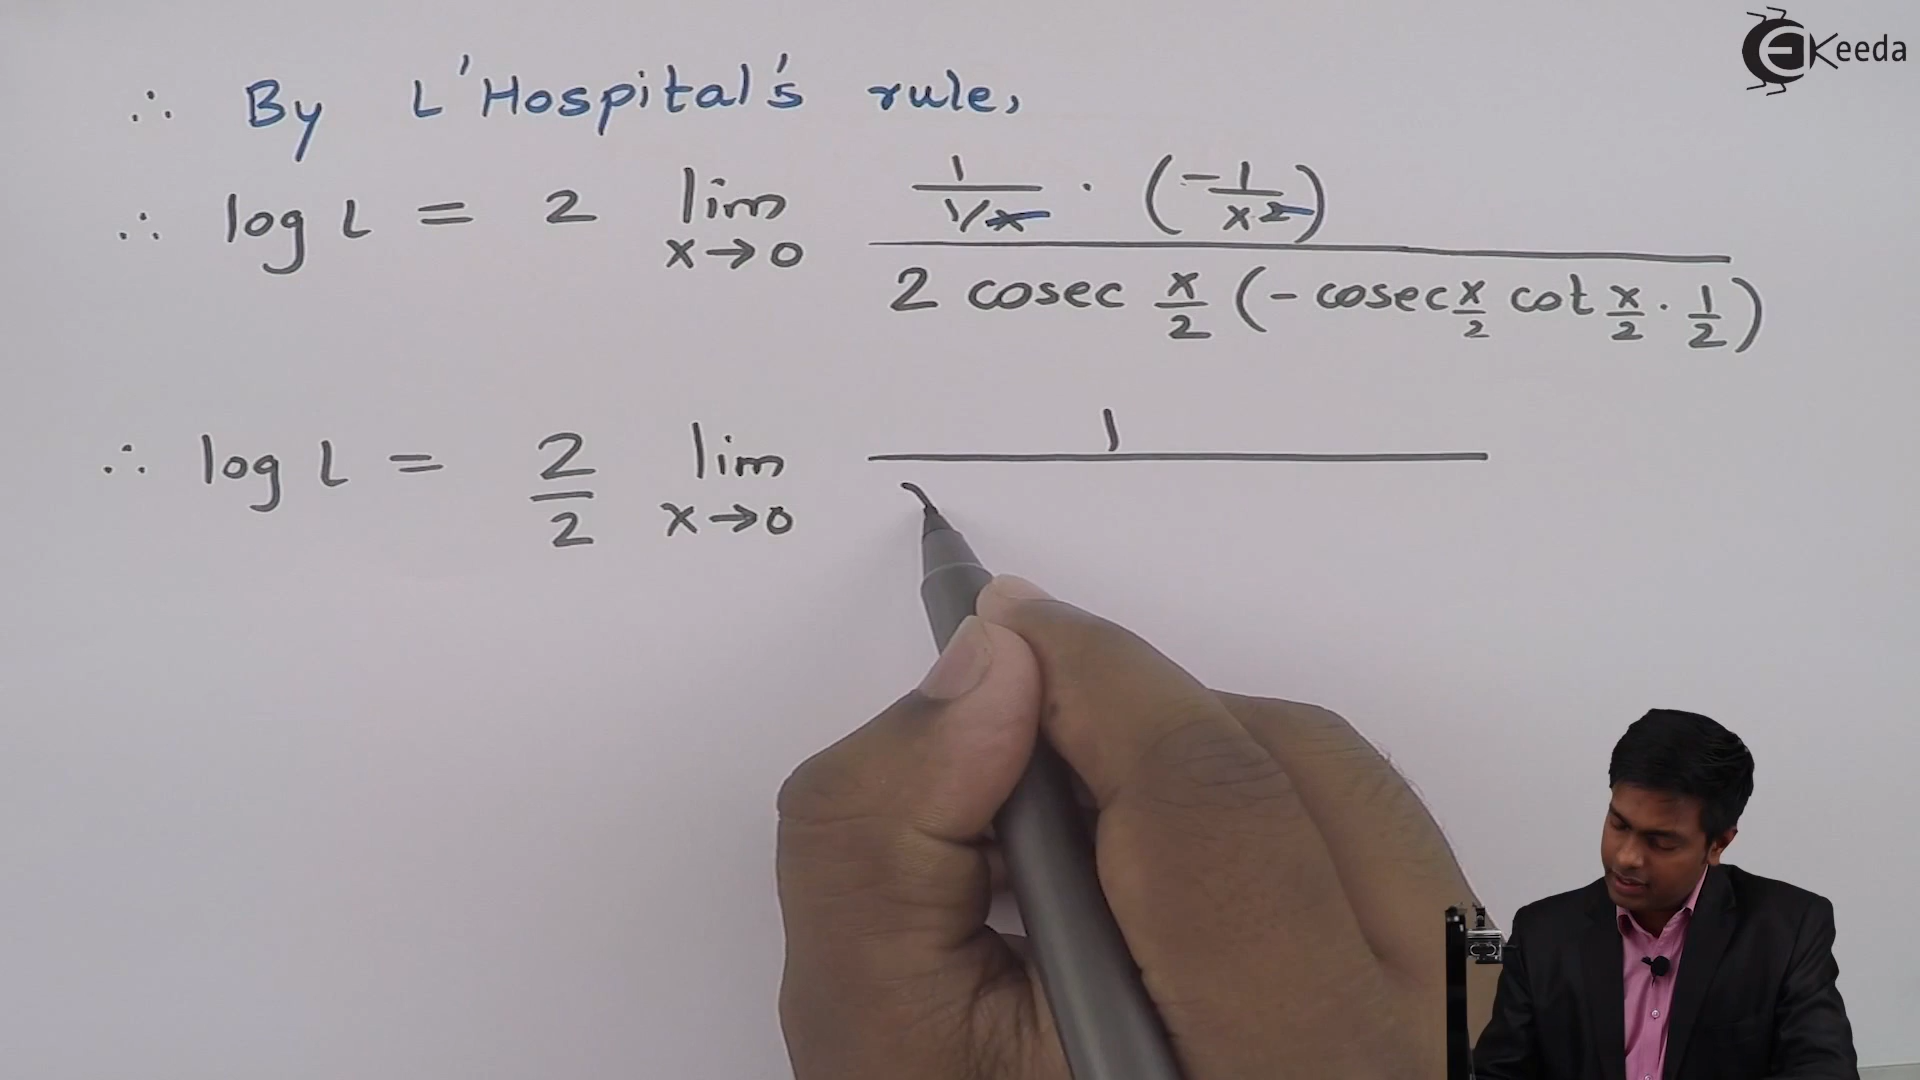 EKeeda
∴ By L'Hospital's rule,
∴ log L = 2 lim x→0 1/(1/x) · (-1/x2) / 2 cosec x/2 (- cosec x/2 cot x/2 · 1/2)
∴ log L = 2/2 lim x→0 1/